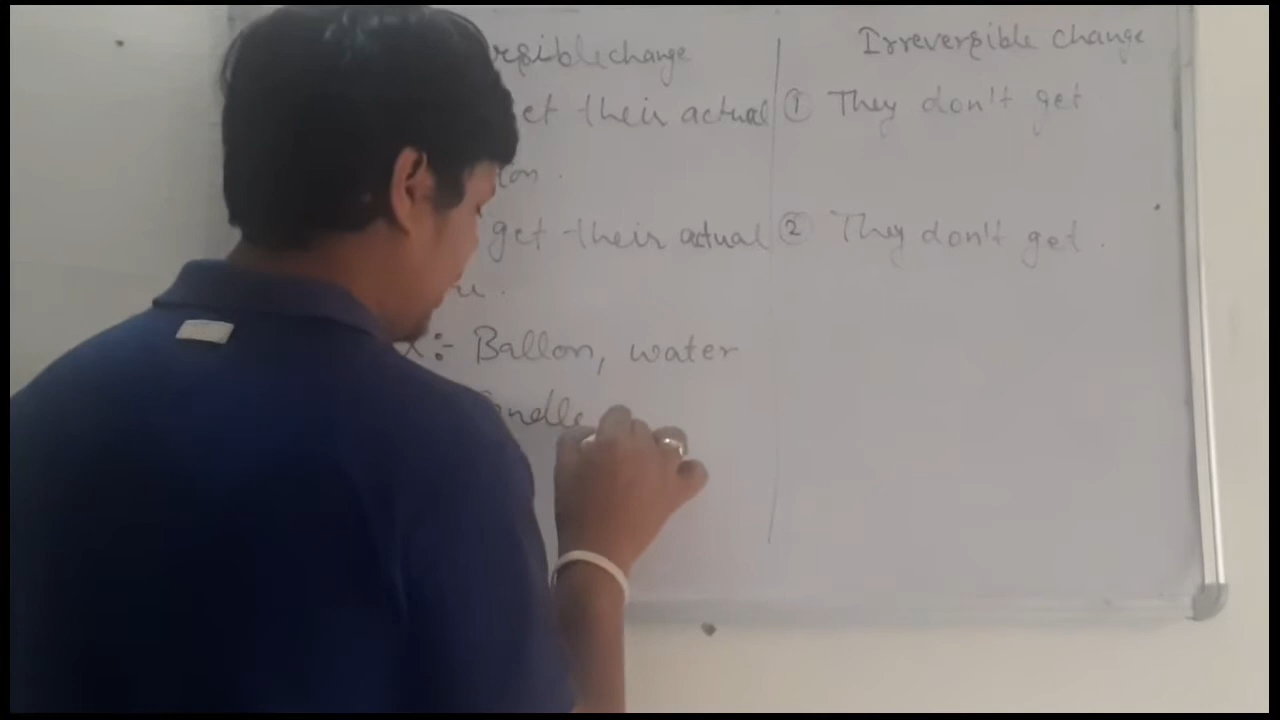 rsible change
et their actual
ion.
get their actual
Ballon, water
andle
Irreversible change
① They don't get
② They don't get.